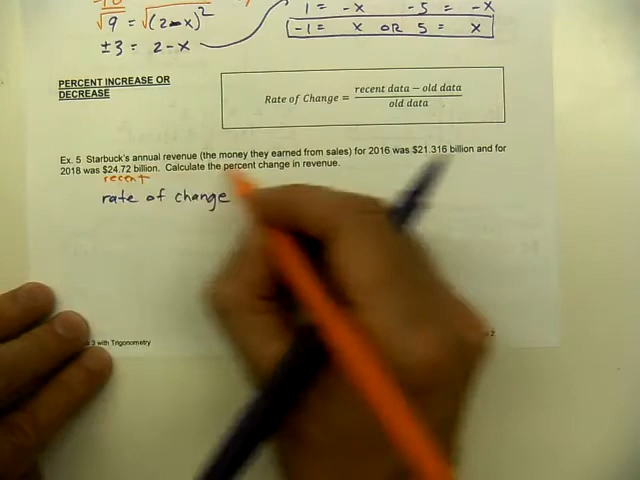 1 = -x -5 = -x
√9 = √(2-x)²
-1 = x OR 5 = x
±3 = 2-x
PERCENT INCREASE OR
DECREASE
Rate of Change = recent data − old data / old data
Ex. 5 Starbuck's annual revenue (the money they earned from sales) for 2016 was $21.316 billion and for
2018 was $24.72 billion. Calculate the percent change in revenue.
recent
rate of change
3 with Trigonometry
2